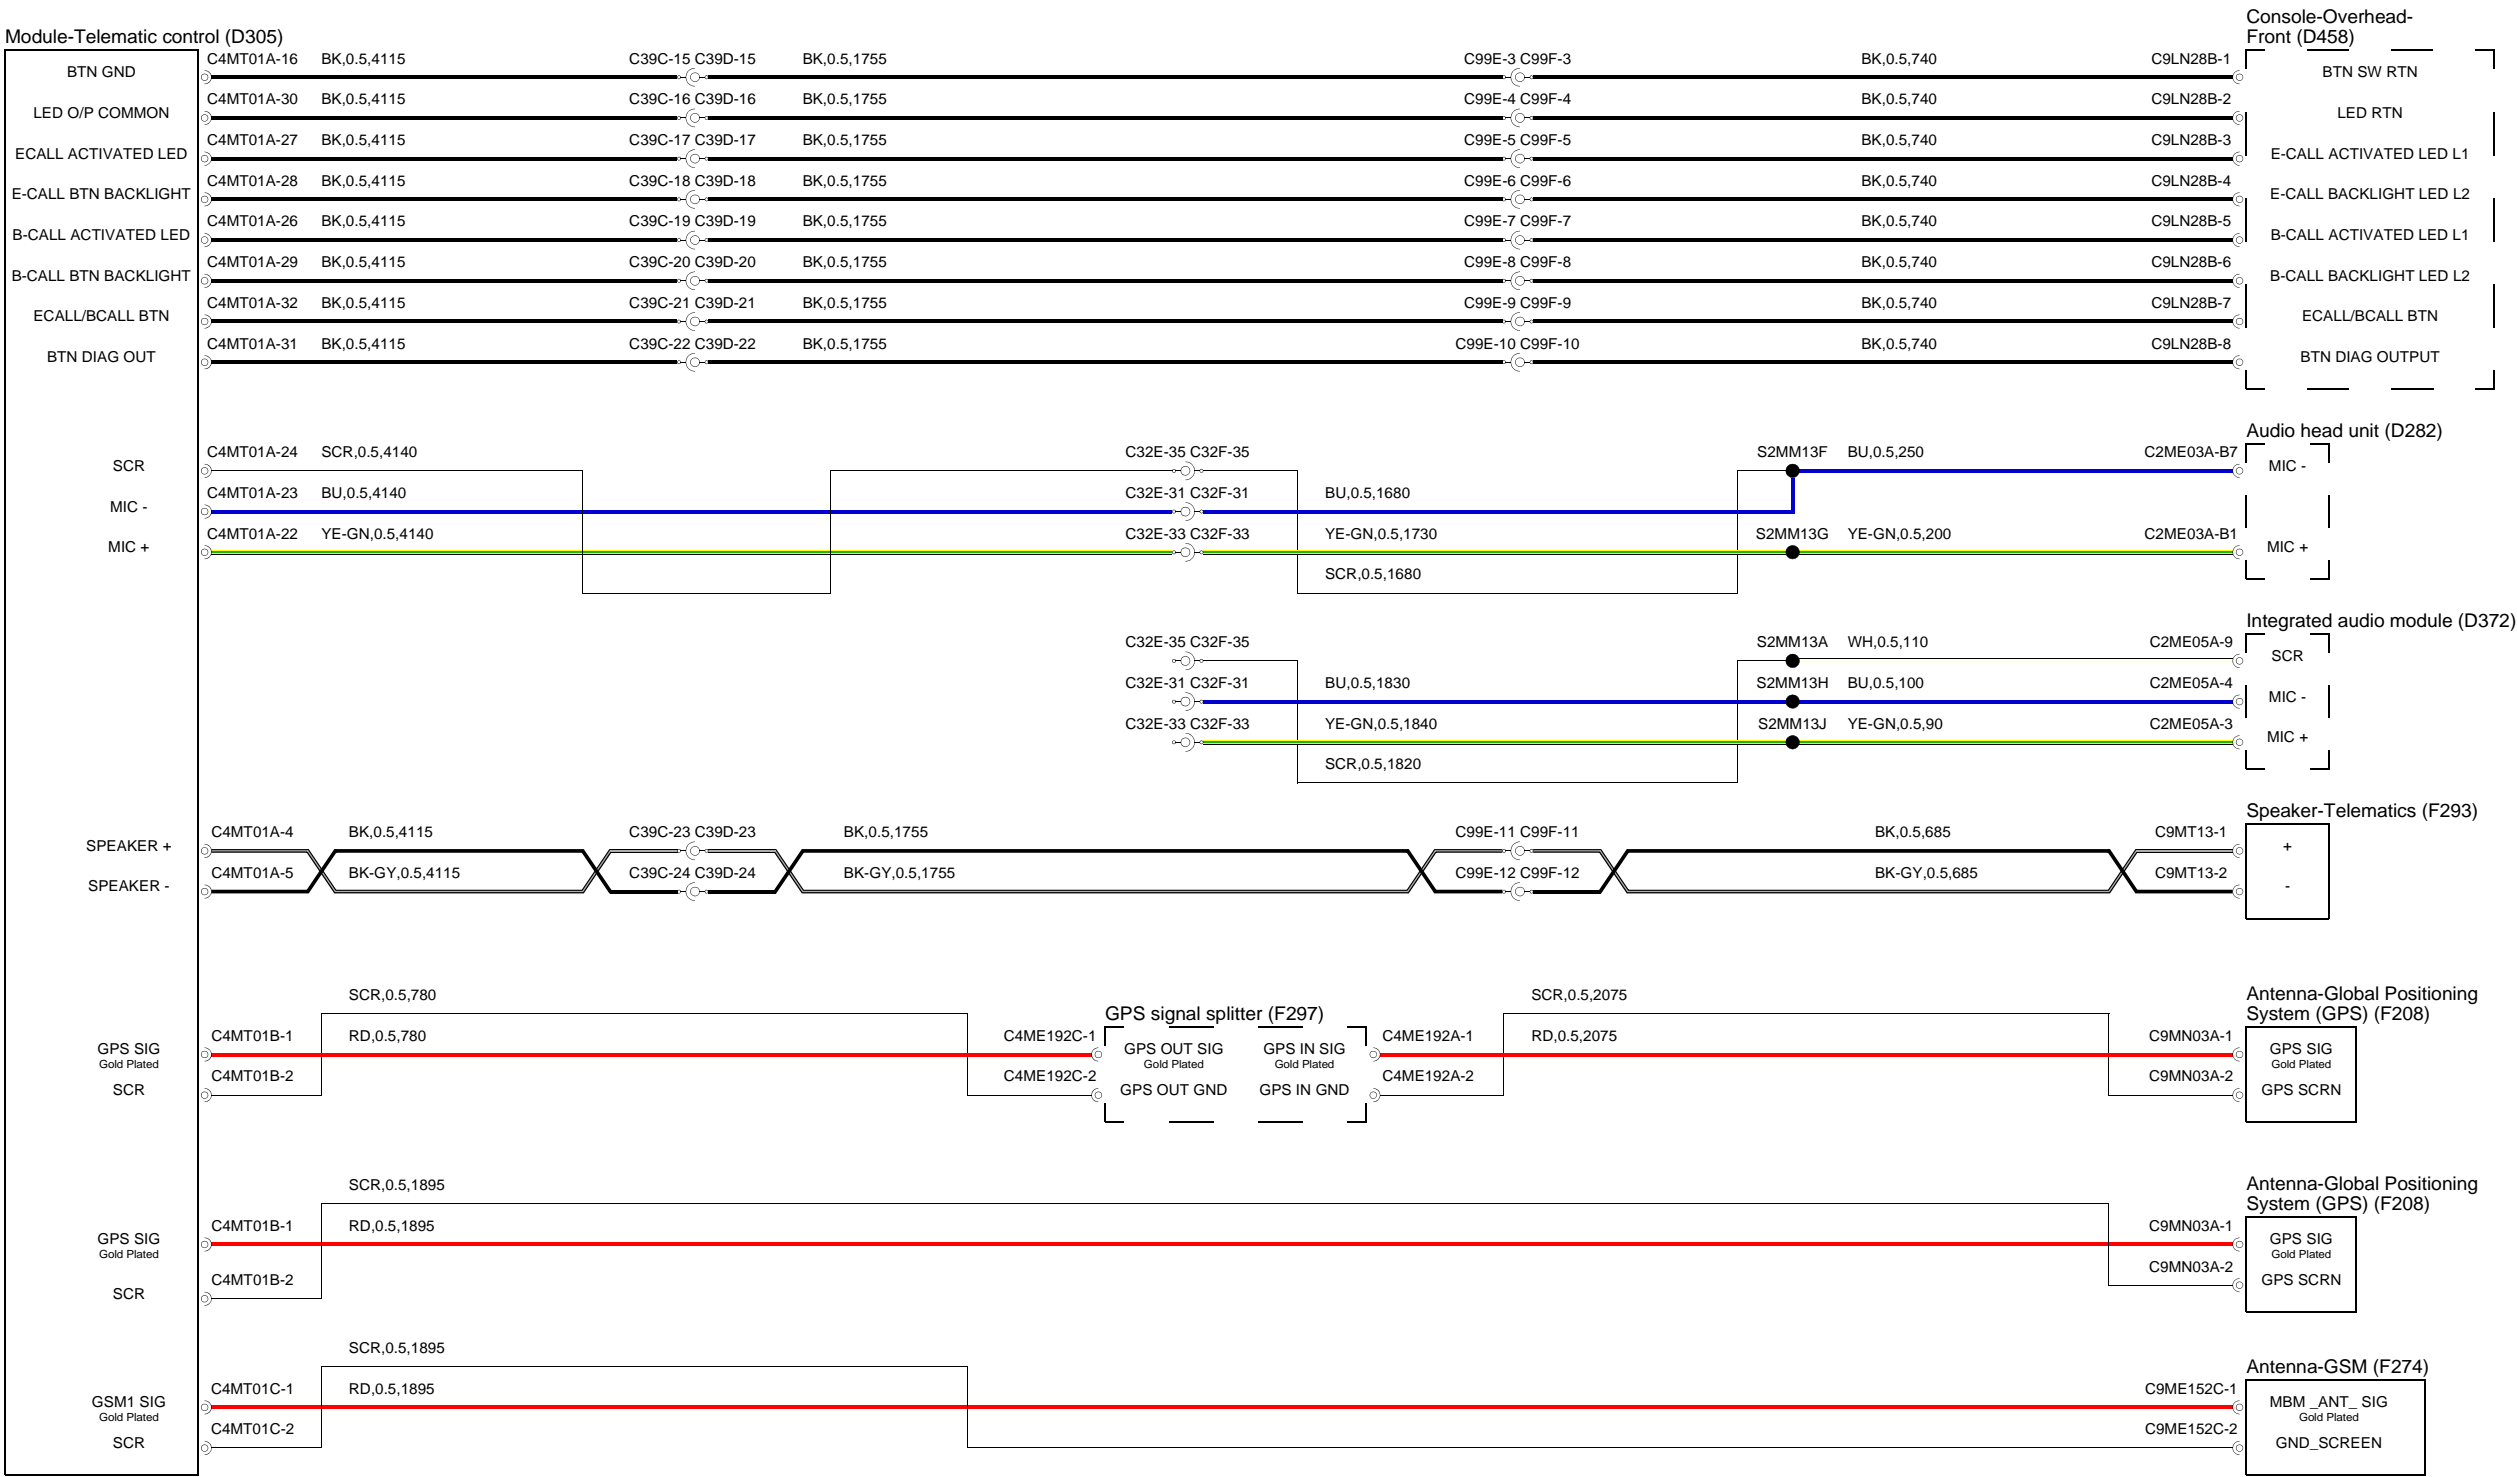 Console-Overhead-
Module-Telematic control (D305) Front (D458)
C4MT01A-16 BK,0.5,4115 C39C-15 C39D-15 BK,0.5,1755 C99E-3 C99F-3 BK,0.5,740 C9LN28B-1
BTN GND BTN SW RTN
C4MT01A-30 BK,0.5,4115 C39C-16 C39D-16 BK,0.5,1755 C99E-4 C99F-4 BK,0.5,740 C9LN28B-2
LED O/P COMMON LED RTN
C4MT01A-27 BK,0.5,4115 C39C-17 C39D-17 BK,0.5,1755 C99E-5 C99F-5 BK,0.5,740 C9LN28B-3
ECALL ACTIVATED LED E-CALL ACTIVATED LED L1
C4MT01A-28 BK,0.5,4115 C39C-18 C39D-18 BK,0.5,1755 C99E-6 C99F-6 BK,0.5,740 C9LN28B-4
E-CALL BTN BACKLIGHT E-CALL BACKLIGHT LED L2
C4MT01A-26 BK,0.5,4115 C39C-19 C39D-19 BK,0.5,1755 C99E-7 C99F-7 BK,0.5,740 C9LN28B-5
B-CALL ACTIVATED LED B-CALL ACTIVATED LED L1
C4MT01A-29 BK,0.5,4115 C39C-20 C39D-20 BK,0.5,1755 C99E-8 C99F-8 BK,0.5,740 C9LN28B-6
B-CALL BTN BACKLIGHT B-CALL BACKLIGHT LED L2
C4MT01A-32 BK,0.5,4115 C39C-21 C39D-21 BK,0.5,1755 C99E-9 C99F-9 BK,0.5,740 C9LN28B-7
ECALL/BCALL BTN ECALL/BCALL BTN
C4MT01A-31 BK,0.5,4115 C39C-22 C39D-22 BK,0.5,1755 C99E-10 C99F-10 BK,0.5,740 C9LN28B-8
BTN DIAG OUT BTN DIAG OUTPUT
Audio head unit (D282)
C4MT01A-24 SCR,0.5,4140 C32E-35 C32F-35 S2MM13F BU,0.5,250 C2ME03A-B7
SCR MIC -
C4MT01A-23 BU,0.5,4140 C32E-31 C32F-31 BU,0.5,1680
MIC -
C4MT01A-22 YE-GN,0.5,4140 C32E-33 C32F-33 YE-GN,0.5,1730 S2MM13G YE-GN,0.5,200 C2ME03A-B1
MIC + MIC +
SCR,0.5,1680
Integrated audio module (D372)
C32E-35 C32F-35 S2MM13A WH,0.5,110 C2ME05A-9
SCR
C32E-31 C32F-31 BU,0.5,1830 S2MM13H BU,0.5,100 C2ME05A-4
MIC -
C32E-33 C32F-33 YE-GN,0.5,1840 S2MM13J YE-GN,0.5,90 C2ME05A-3
MIC +
SCR,0.5,1820
Speaker-Telematics (F293)
C4MT01A-4 BK,0.5,4115 C39C-23 C39D-23 BK,0.5,1755 C99E-11 C99F-11 BK,0.5,685 C9MT13-1
SPEAKER + +
C4MT01A-5 BK-GY,0.5,4115 C39C-24 C39D-24 BK-GY,0.5,1755 C99E-12 C99F-12 BK-GY,0.5,685 C9MT13-2
SPEAKER - -
SCR,0.5,780 SCR,0.5,2075 Antenna-Global Positioning
GPS signal splitter (F297) System (GPS) (F208)
C4MT01B-1 RD,0.5,780 C4ME192C-1 C4ME192A-1 RD,0.5,2075 C9MN03A-1
GPS SIG GPS OUT SIG GPS IN SIG GPS SIG
Gold Plated Gold Plated Gold Plated Gold Plated
C4MT01B-2 C4ME192C-2 C4ME192A-2 C9MN03A-2
SCR GPS OUT GND GPS IN GND GPS SCRN
SCR,0.5,1895 Antenna-Global Positioning
System (GPS) (F208)
C4MT01B-1 RD,0.5,1895 C9MN03A-1
GPS SIG GPS SIG
Gold Plated Gold Plated
C4MT01B-2 C9MN03A-2
SCR GPS SCRN
SCR,0.5,1895
Antenna-GSM (F274)
C4MT01C-1 RD,0.5,1895 C9ME152C-1
GSM1 SIG MBM _ANT_ SIG
Gold Plated Gold Plated
C4MT01C-2 C9ME152C-2
SCR GND_SCREEN